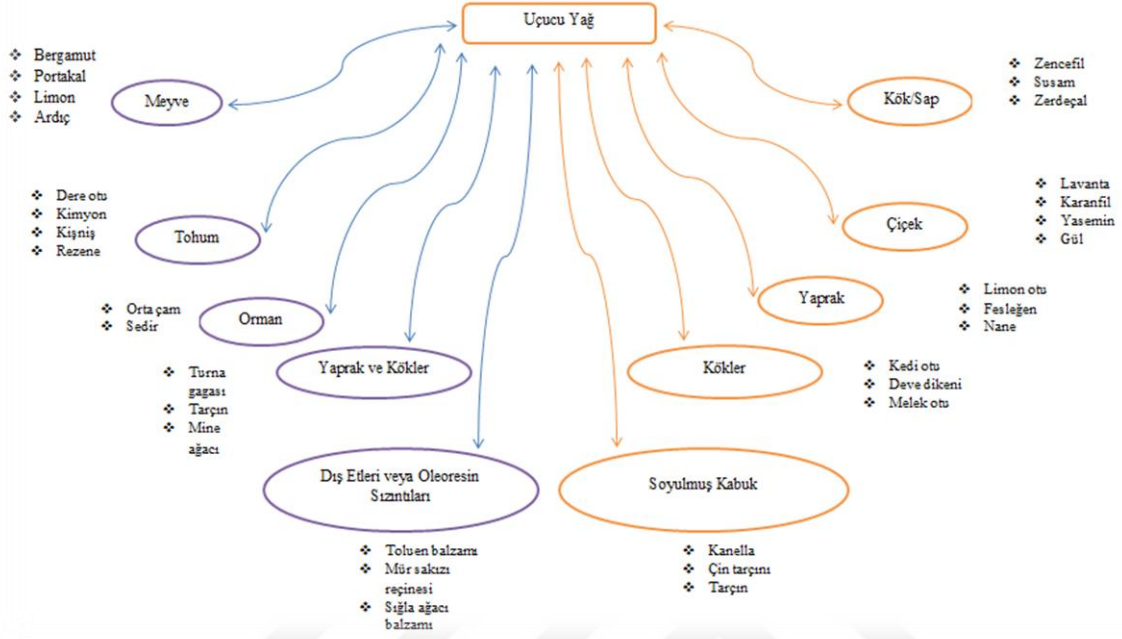 Uçucu Yağ
❖ Bergamut
❖ Portakal
❖ Limon
❖ Ardıç
Meyve
Kök/Sap
❖ Zencefil
❖ Susam
❖ Zerdeçal
❖ Dere otu
❖ Kimyon
❖ Kişniş
❖ Rezene
Tohum
Çiçek
❖ Lavanta
❖ Karanfil
❖ Yasemin
❖ Gül
❖ Orta çam
❖ Sedir
Orman
Yaprak
❖ Limon otu
❖ Fesleğen
❖ Nane
❖ Turna
gagası
❖ Tarçın
❖ Mine
ağacı
Yaprak ve Kökler
Kökler
❖ Kedi otu
❖ Deve dikeni
❖ Melek otu
Dış Etleri veya Oleoresin
Sızıntıları
Soyulmuş Kabuk
❖ Toluen balzamı
❖ Mür sakızı
reçinesi
❖ Sığla ağacı
balzamı
❖ Kanella
❖ Çin tarçını
❖ Tarçın